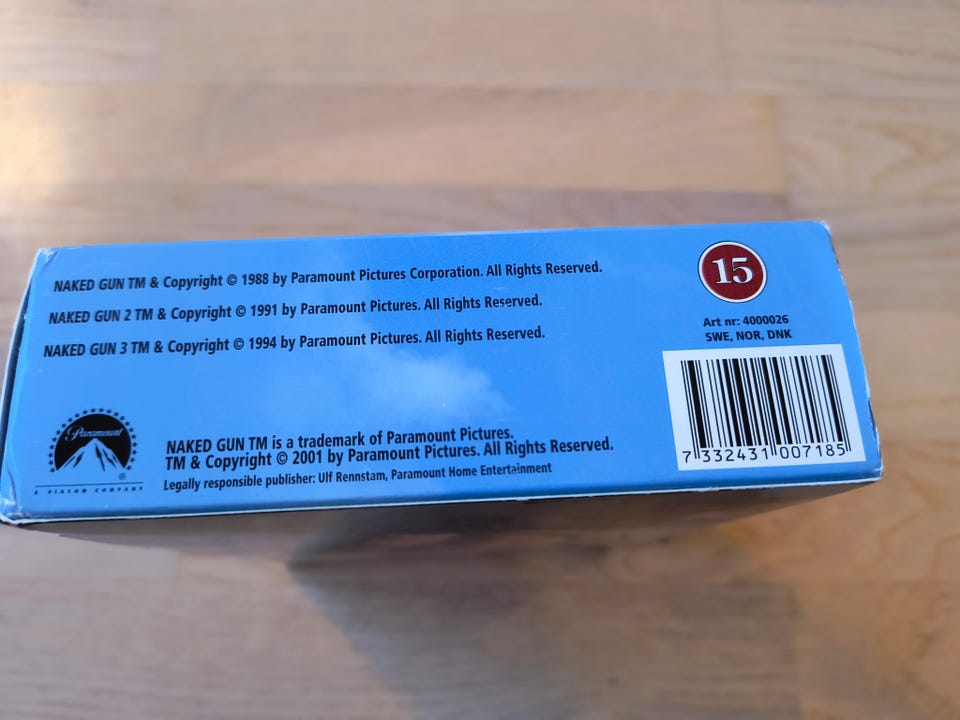 NAKED GUN TM & Copyright © 1988 by Paramount Pictures Corporation. All Rights Reserved.
NAKED GUN 2 TM & Copyright © 1991 by Paramount Pictures. All Rights Reserved.
NAKED GUN 3 TM & Copyright © 1994 by Paramount Pictures. All Rights Reserved.
15
Art nr: 4000026
SWE, NOR, DNK
7 332431 007185
Paramount
®
A VIACOM COMPANY
NAKED GUN TM is a trademark of Paramount Pictures.
TM & Copyright © 2001 by Paramount Pictures. All Rights Reserved.
Legally responsible publisher: Ulf Rennstam, Paramount Home Entertainment